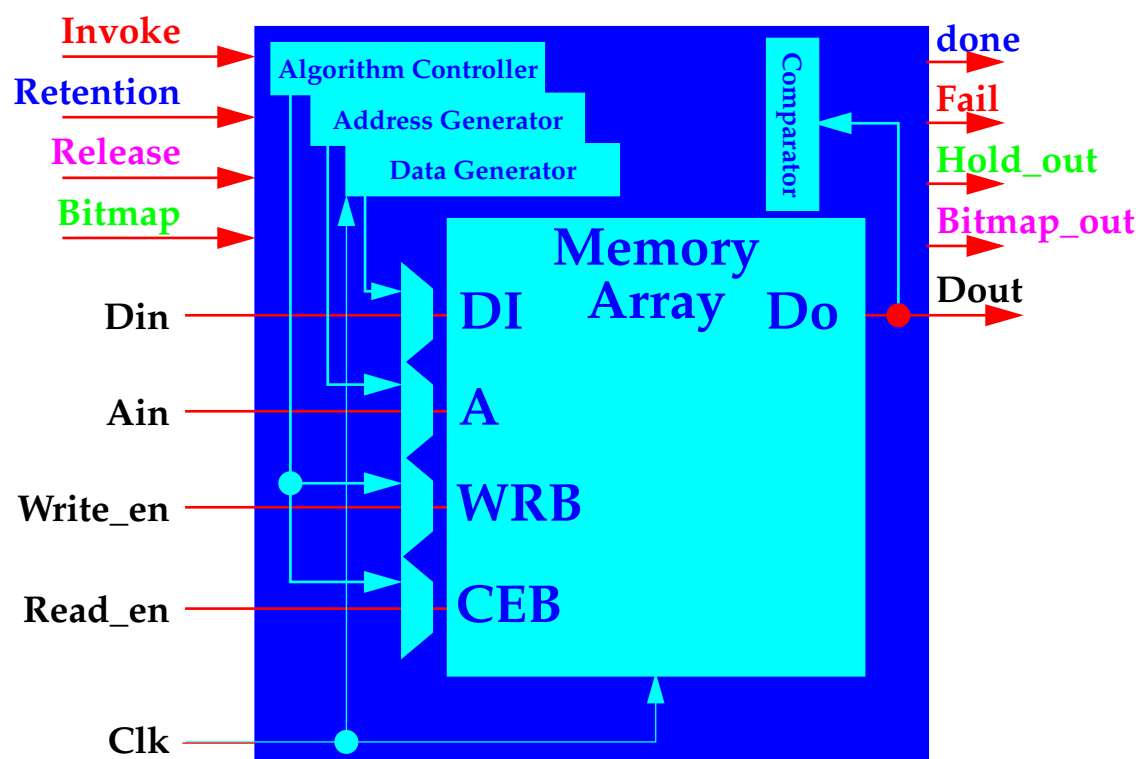 Invoke
Retention
Release
Bitmap
Din
Ain
Write_en
Read_en
Clk
Algorithm Controller
Address Generator
Data Generator
Comparator
Memory
Array
DI
A
WRB
CEB
Do
done
Fail
Hold_out
Bitmap_out
Dout